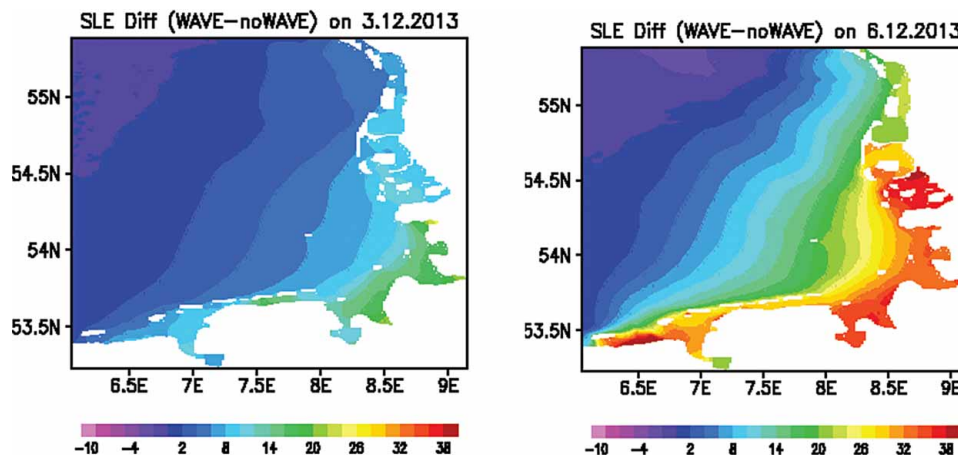 SLE Diff (WAVE−noWAVE) on 3.12.2013
55N
54.5N
54N
53.5N
6.5E 7E 7.5E 8E 8.5E 9E
−10 −4 2 8 14 20 26 32 38
SLE Diff (WAVE−noWAVE) on 6.12.2013
55N
54.5N
54N
53.5N
6.5E 7E 7.5E 8E 8.5E 9E
−10 −4 2 8 14 20 26 32 38